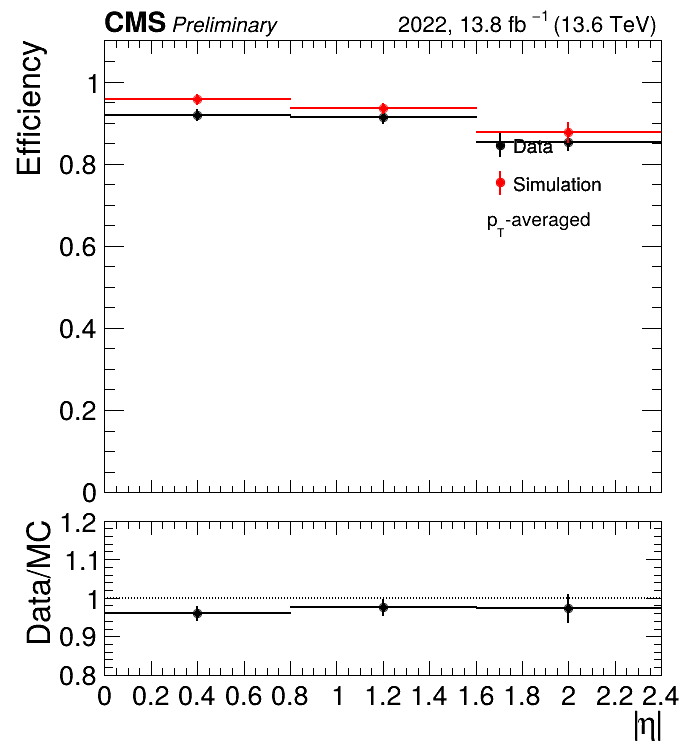 CMS Preliminary 2022, 13.8 fb⁻¹ (13.6 TeV)
Efficiency
1
0.8
0.6
0.4
0.2
0
Data
Simulation
p_T-averaged
Data/MC
1.2
1.1
1
0.9
0.8
0 0.2 0.4 0.6 0.8 1 1.2 1.4 1.6 1.8 2 2.2 2.4
|η|